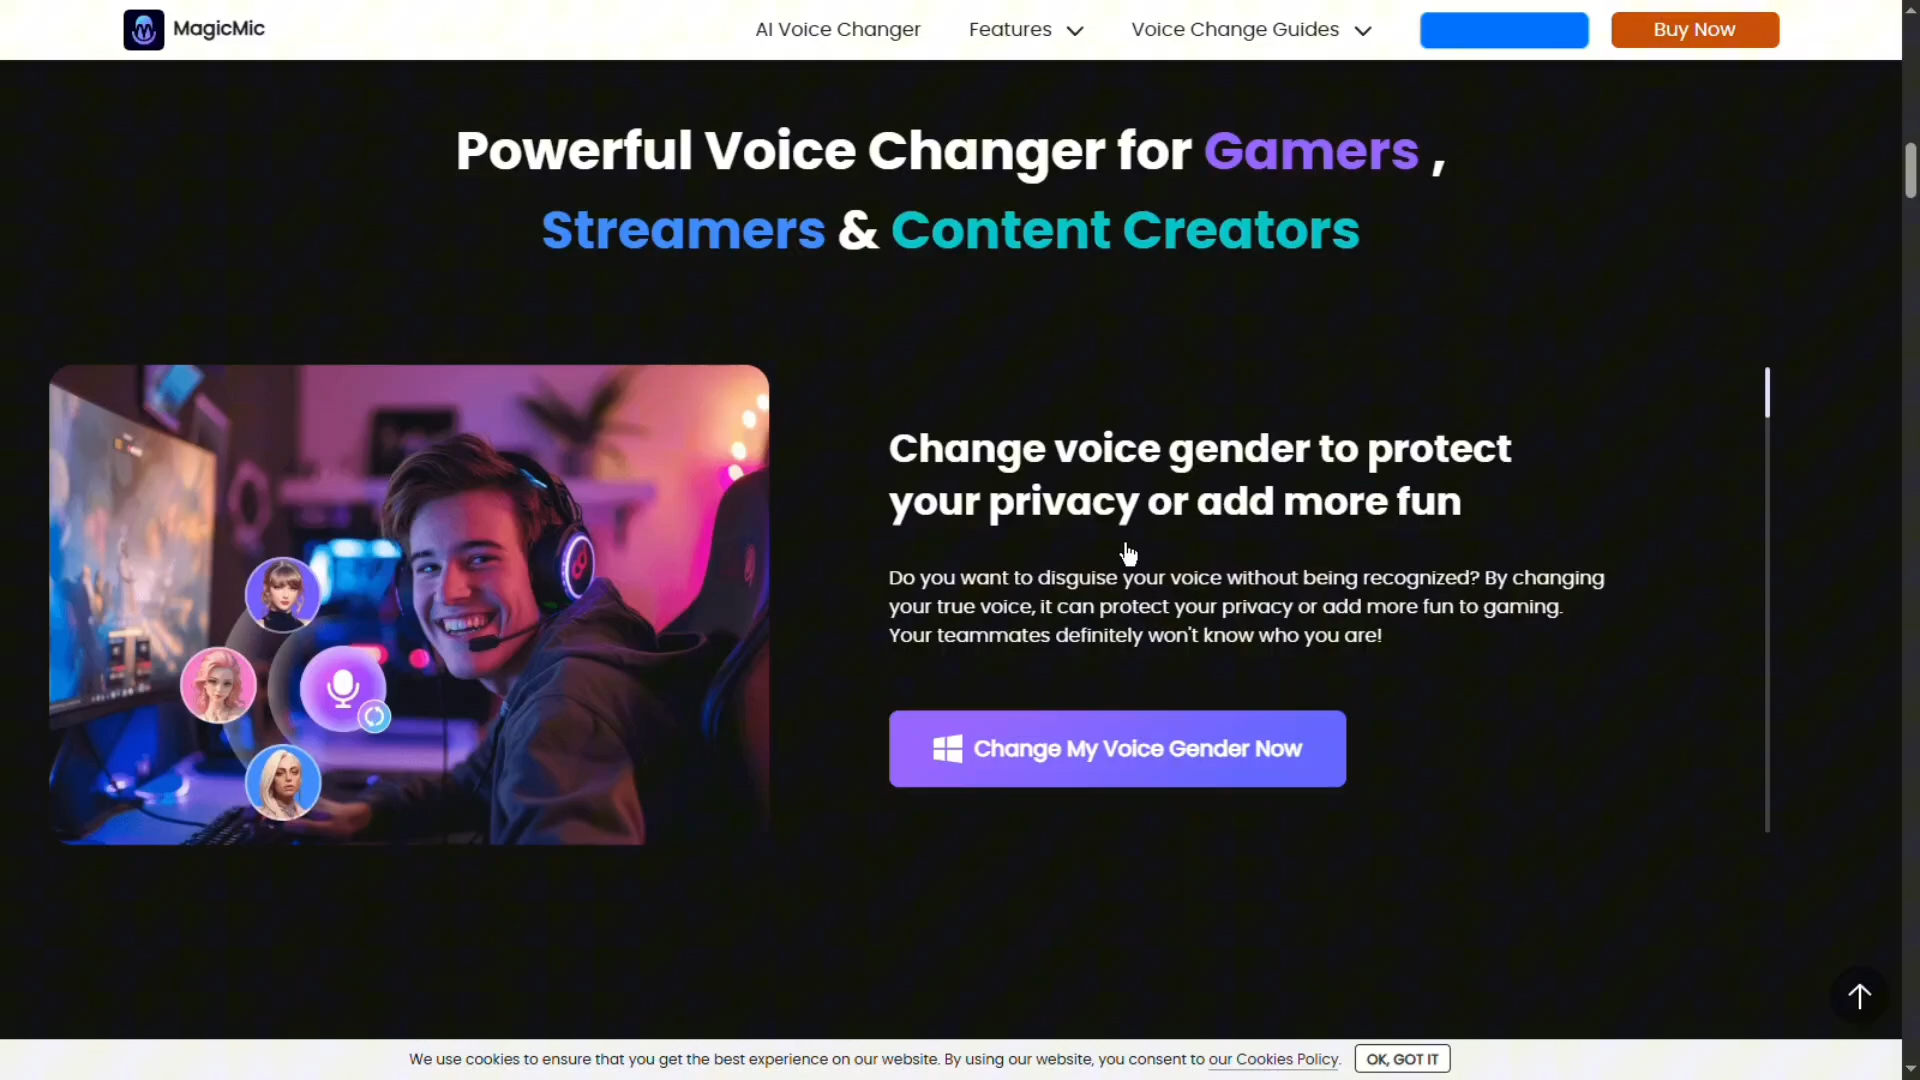 MagicMic
AI Voice Changer
Features
Voice Change Guides
Buy Now
Powerful Voice Changer for Gamers ,
Streamers & Content Creators
Change voice gender to protect
your privacy or add more fun
Do you want to disguise your voice without being recognized? By changing
your true voice, it can protect your privacy or add more fun to gaming.
Your teammates definitely won't know who you are!
Change My Voice Gender Now
We use cookies to ensure that you get the best experience on our website. By using our website, you consent to our Cookies Policy.
OK, GOT IT